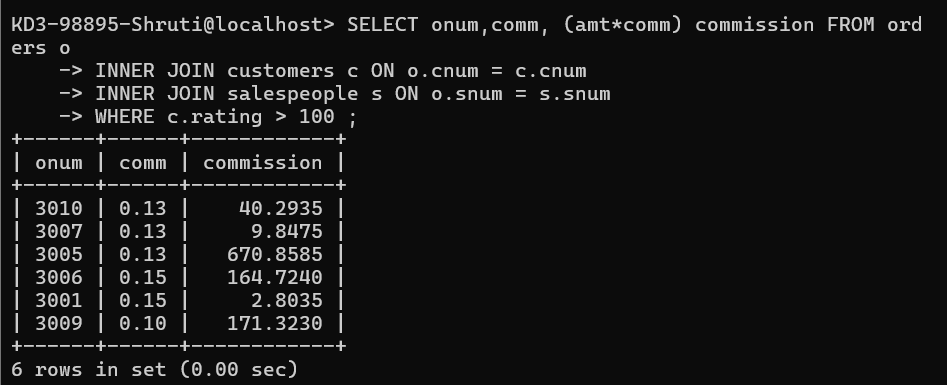 KD3-98895-Shruti@localhost> SELECT onum,comm, (amt*comm) commission FROM ord
ers o
    -> INNER JOIN customers c ON o.cnum = c.cnum
    -> INNER JOIN salespeople s ON o.snum = s.snum
    -> WHERE c.rating > 100 ;
+------+------+------------+
| onum | comm | commission |
+------+------+------------+
| 3010 | 0.13 |    40.2935 |
| 3007 | 0.13 |     9.8475 |
| 3005 | 0.13 |   670.8585 |
| 3006 | 0.15 |   164.7240 |
| 3001 | 0.15 |     2.8035 |
| 3009 | 0.10 |   171.3230 |
+------+------+------------+
6 rows in set (0.00 sec)